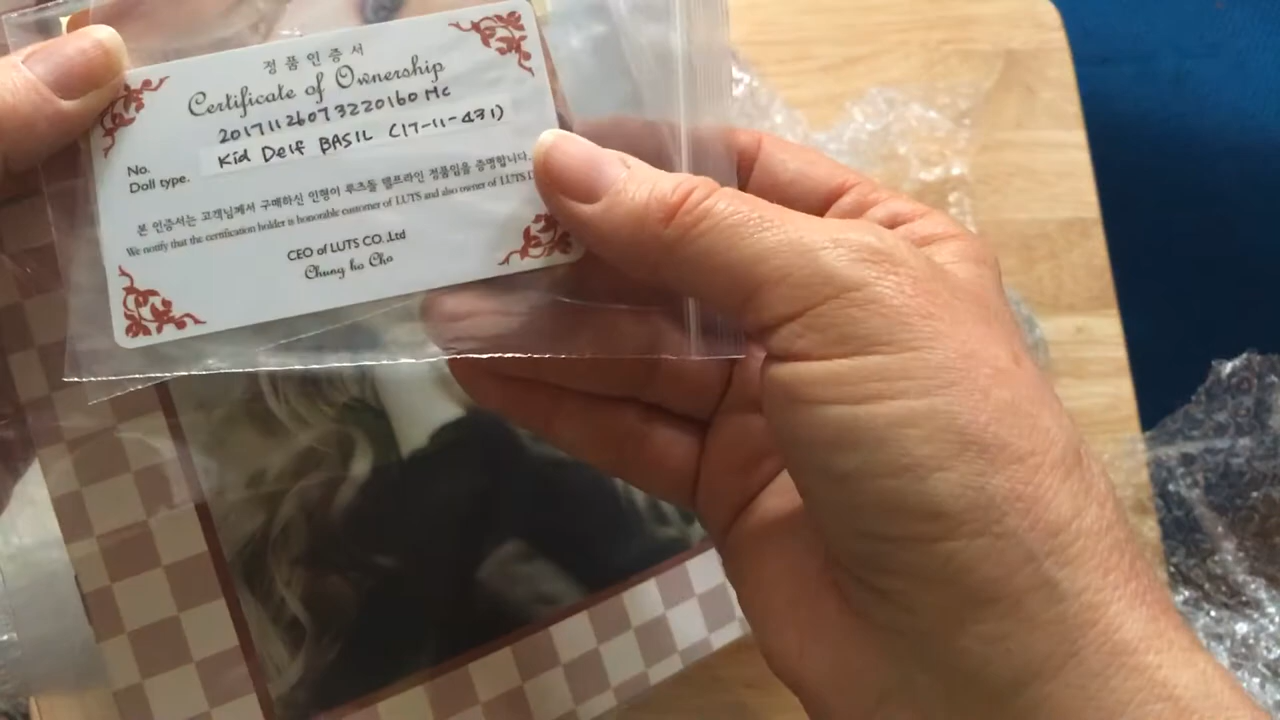 정품인증서
Certificate of Ownership
No. 20171126073220160 MC
Doll type. Kid Delf BASIL (17-11-431)
본 인증서는 고객님께서 구매하신 인형이 루츠돌 델프라인 정품임을 증명합니다.
We notify that the certification holder is honorable customer of LUTS and also owner of LUTS
CEO of LUTS CO.,Ltd
Chung ho Cho